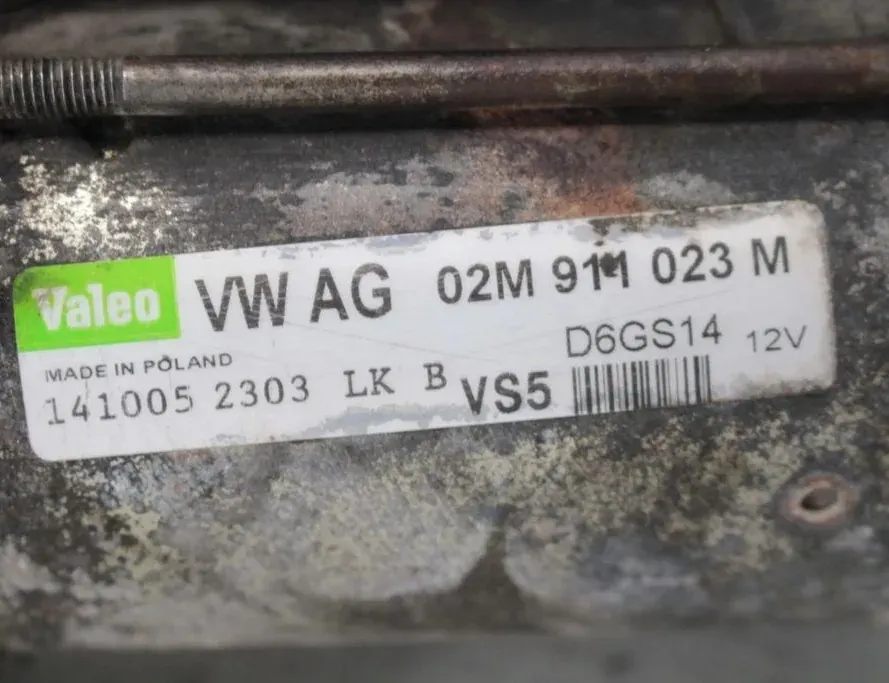 Valeo VW AG 02M 911 023 M
D6GS14 12V
MADE IN POLAND
141005 2303 LK B VS5